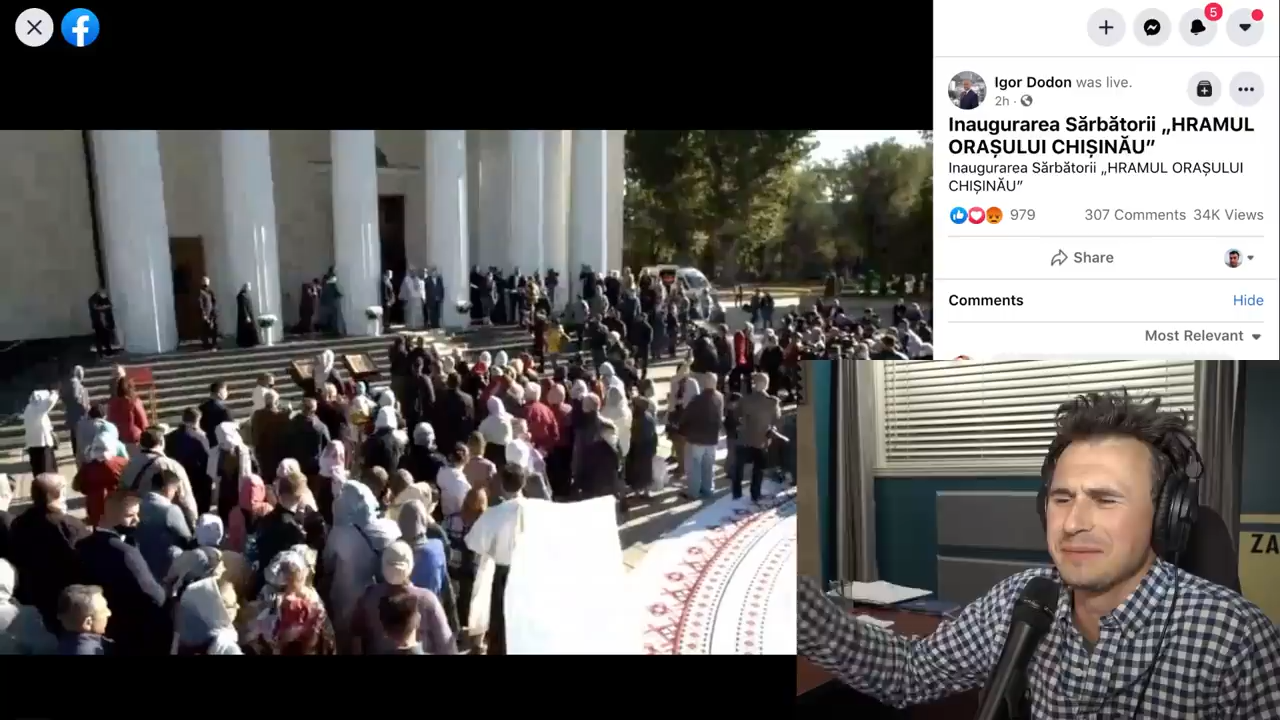 5
Igor Dodon was live.
2h
Inaugurarea Sărbătorii „HRAMUL
ORAȘULUI CHIȘINĂU”
Inaugurarea Sărbătorii „HRAMUL ORAȘULUI
CHIȘINĂU”
979 307 Comments 34K Views
Share
Comments Hide
Most Relevant
ZA